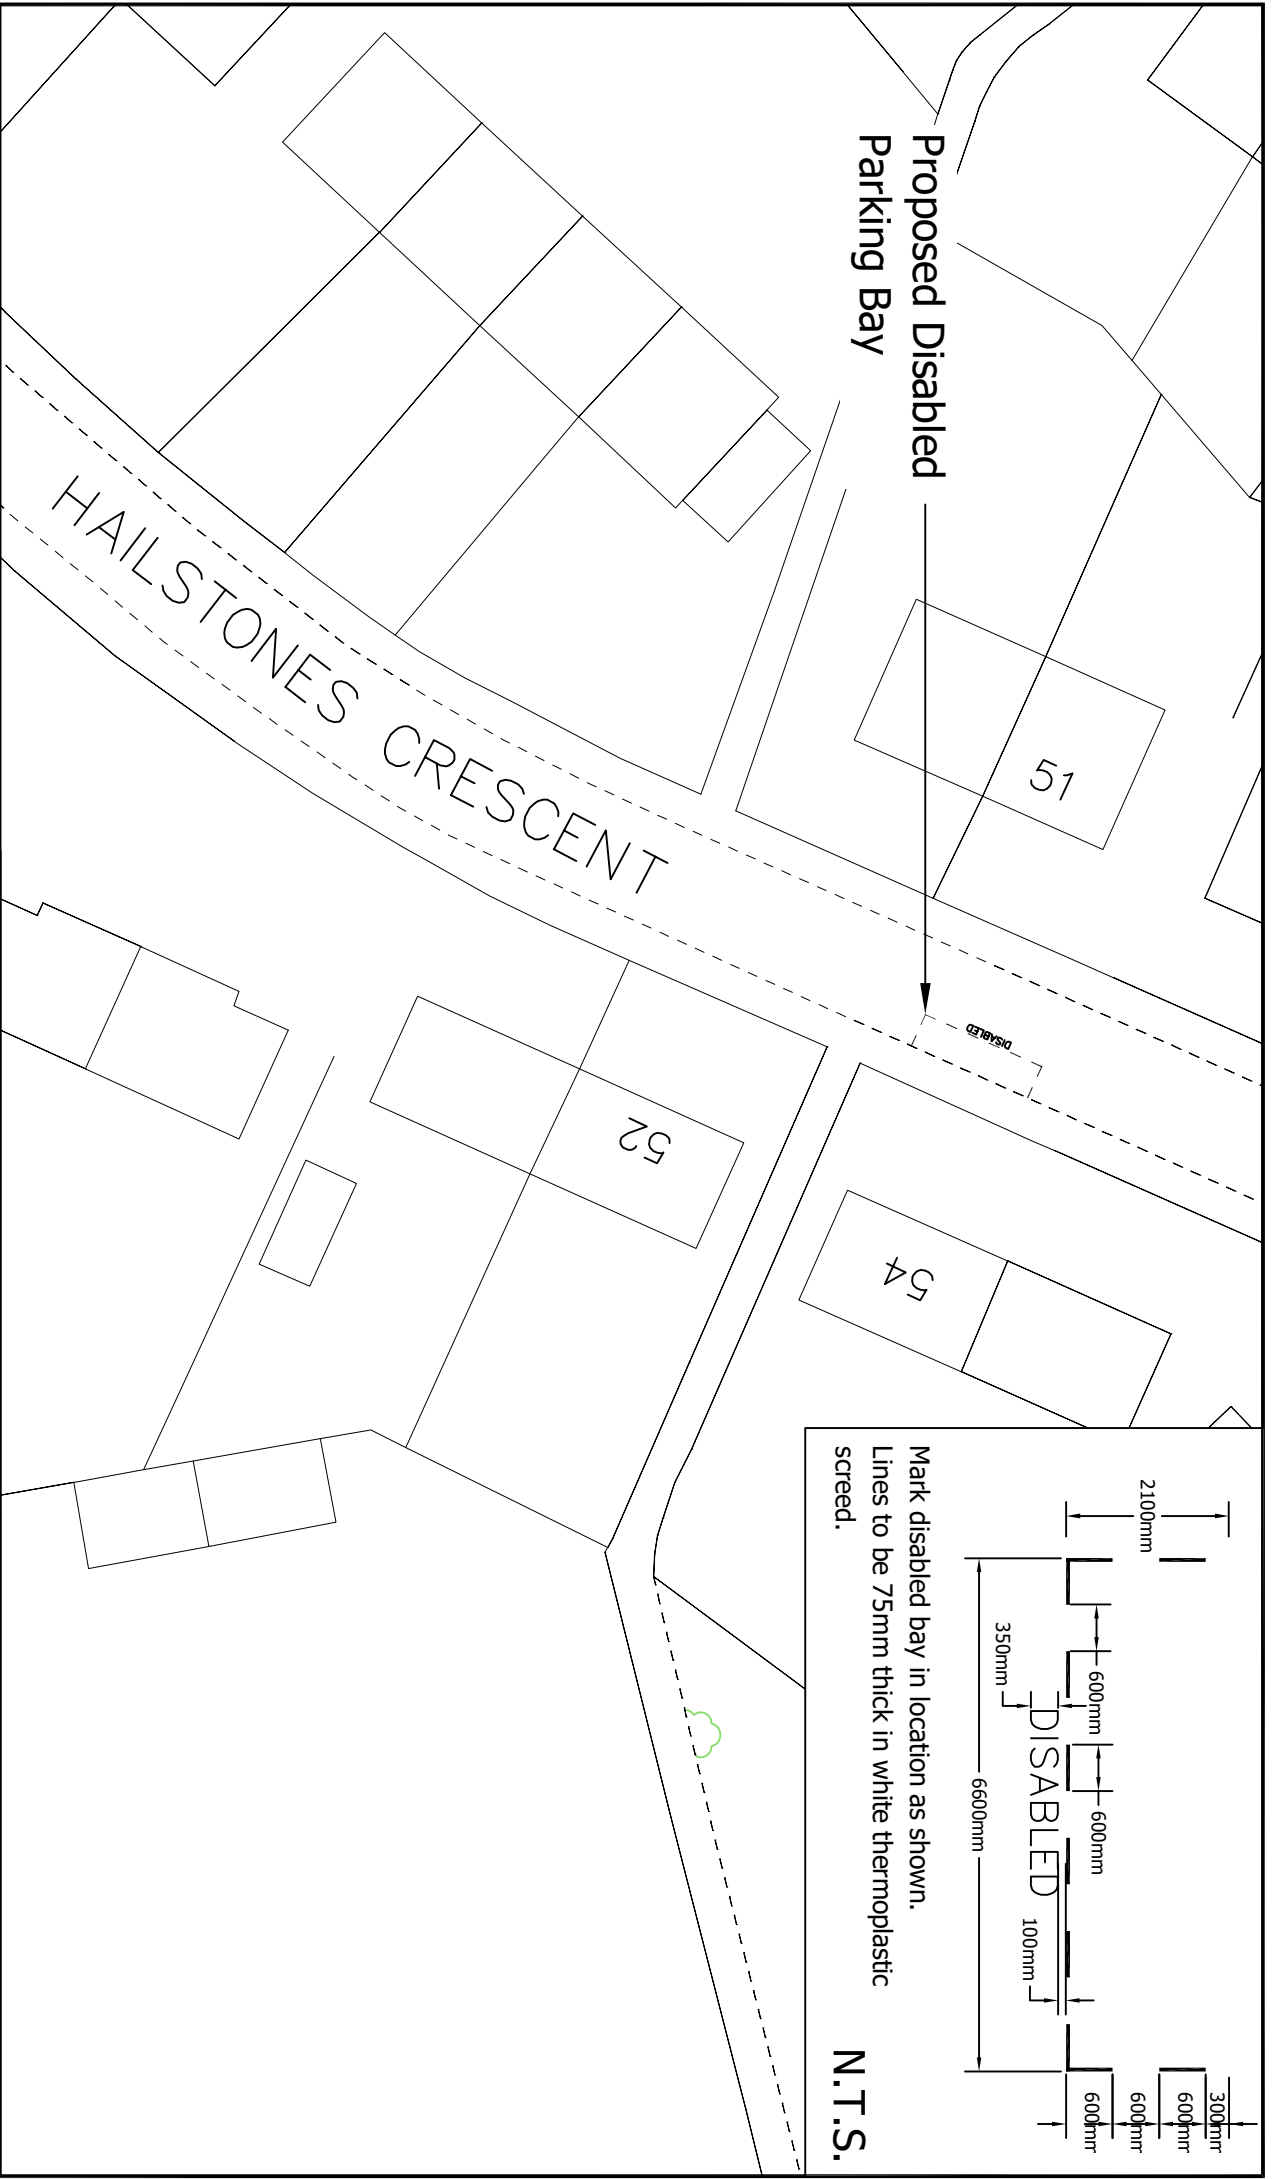 Proposed Disabled
Parking Bay
HAILSTONES CRESCENT
51
52
54
DISABLED
2100mm
600mm
600mm
350mm
DISABLED
100mm
6600mm
300mm
600mm
600mm
600mm
Mark disabled bay in location as shown.
Lines to be 75mm thick in white thermoplastic
screed.
N.T.S.